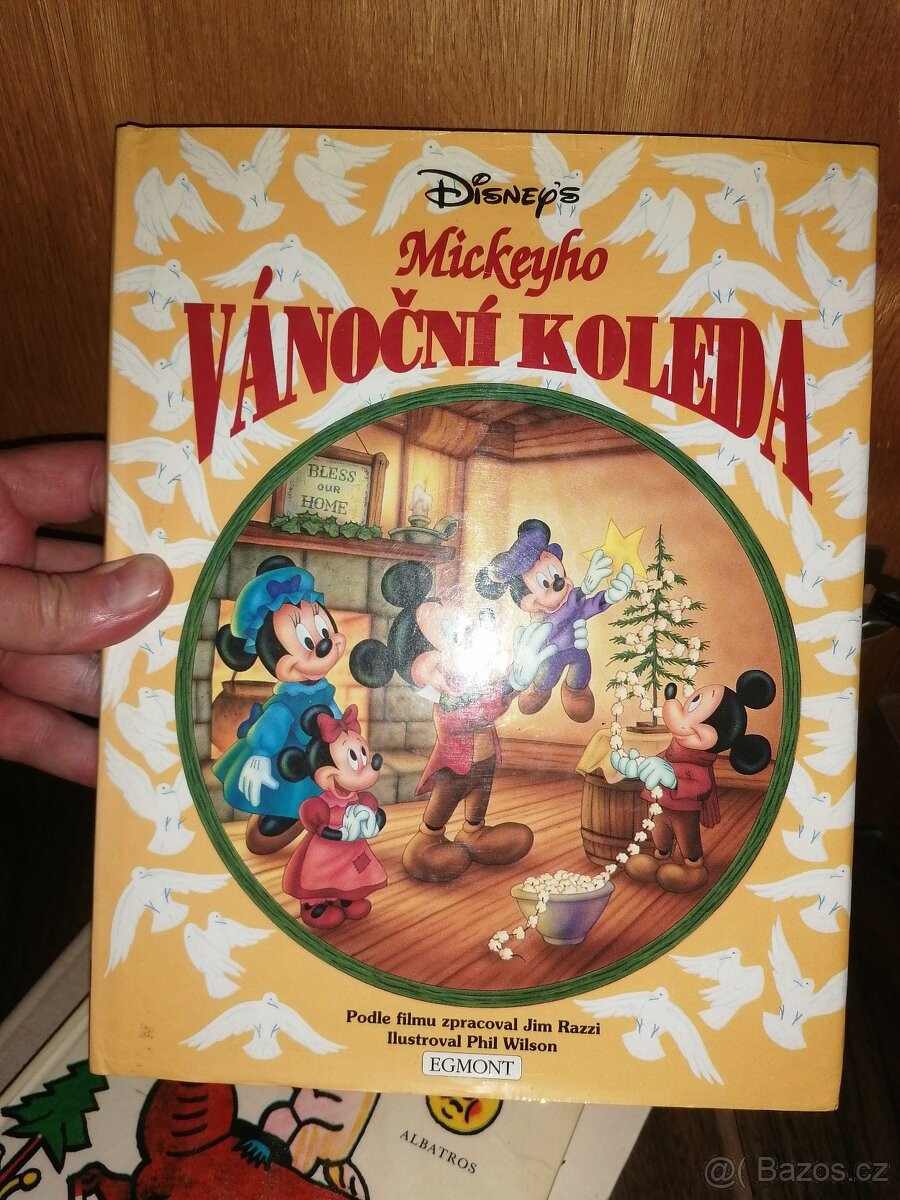 Disney's
Mickeyho
VÁNOČNÍ KOLEDA
BLESS
OUR
HOME
Podle filmu zpracoval Jim Razzi
Ilustroval Phil Wilson
EGMONT
ALBATROS
@( Bazos.cz